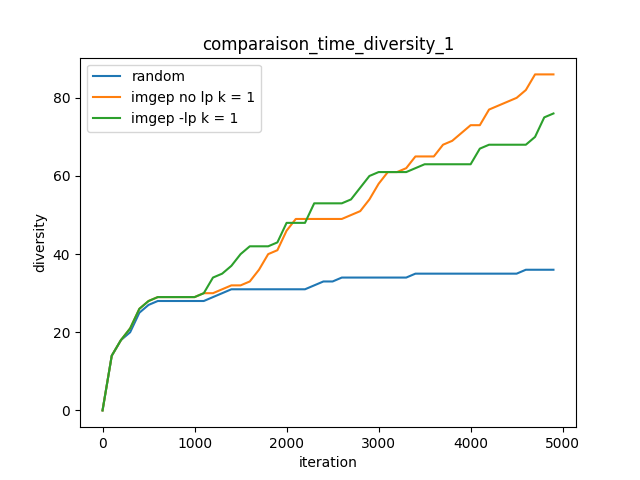 comparaison_time_diversity_1
random
imgep no lp k = 1
imgep -lp k = 1
diversity
80
60
40
20
0
0 1000 2000 3000 4000 5000
iteration